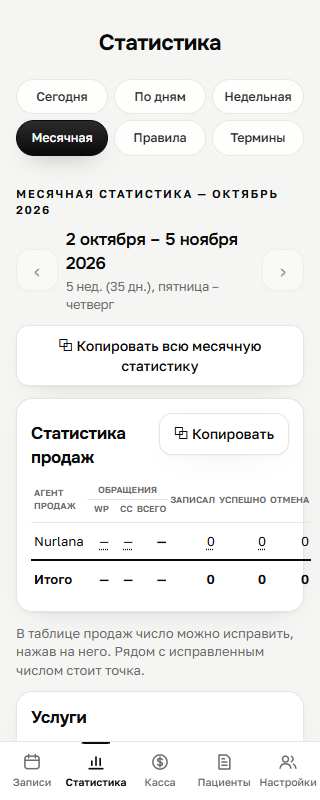 Статистика
Сегодня По дням Недельная
Месячная Правила Термины
МЕСЯЧНАЯ СТАТИСТИКА — ОКТЯБРЬ
2026
2 октября – 5 ноября
2026
5 нед. (35 дн.), пятница –
четверг
‹ ›
Копировать всю месячную
статистику
Статистика
продаж
Копировать
АГЕНТ
ПРОДАЖ
ОБРАЩЕНИЯ
WP CC ВСЕГО ЗАПИСАЛ УСПЕШНО ОТМЕНА
Nurlana — — — 0 0 0
Итого — — — 0 0 0
В таблице продаж число можно исправить,
нажав на него. Рядом с исправленным
числом стоит точка.
Услуги
Записи Статистика Касса Пациенты Настройки